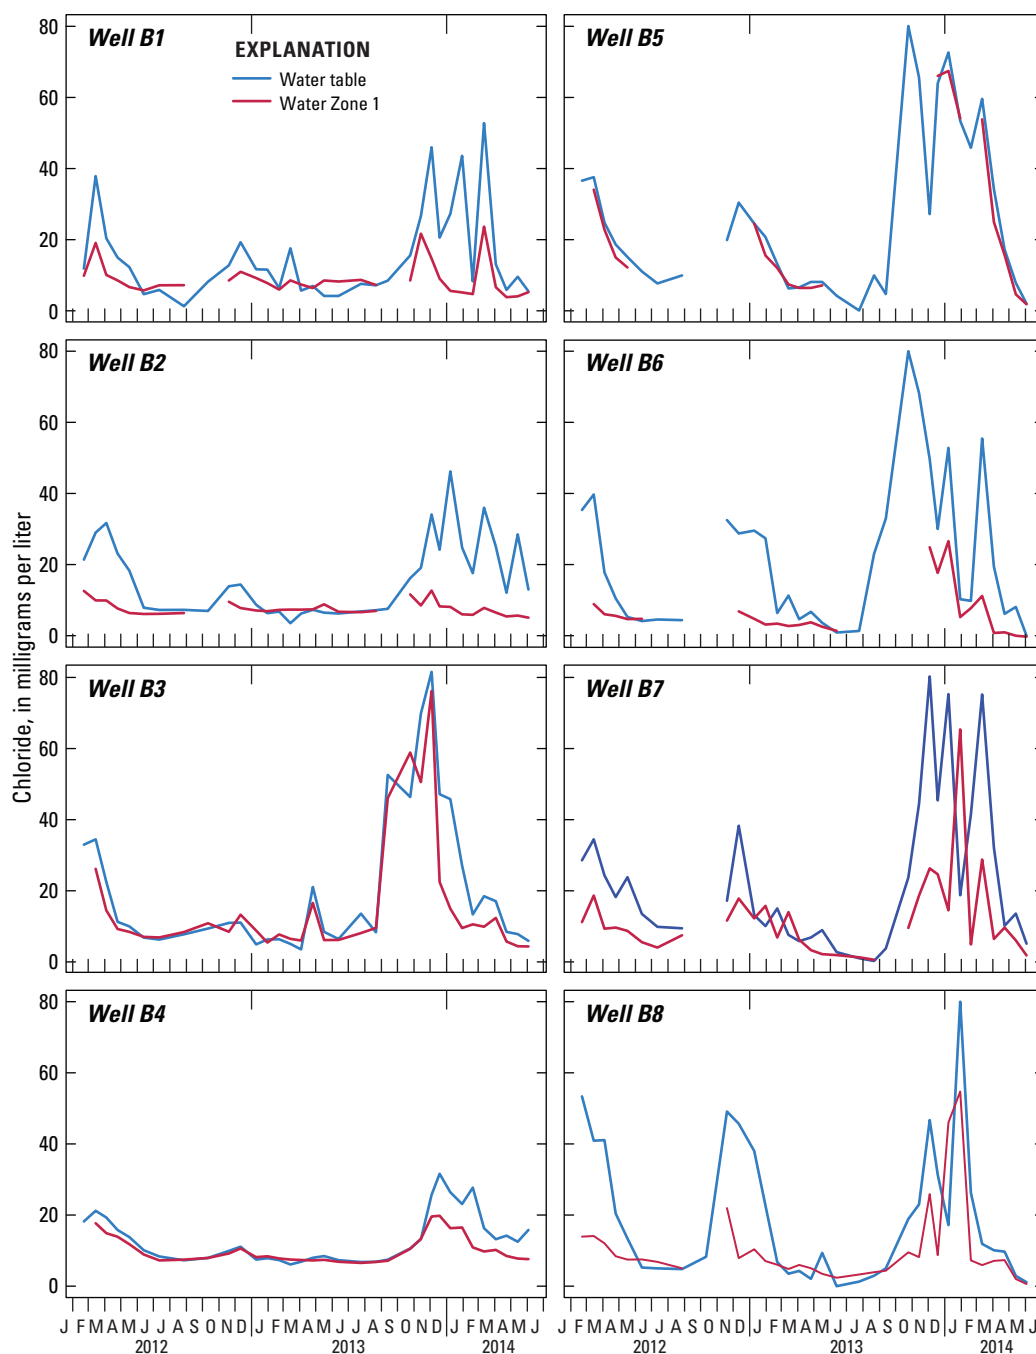 Well B1
EXPLANATION
Water table
Water Zone 1
80
60
40
20
0
Well B5
Well B2
80
60
40
20
0
Well B6
Well B3
80
60
40
20
0
Well B7
Well B4
80
60
40
20
0
Well B8
Chloride, in milligrams per liter
J F M A M J J A S O N D J F M A M J J A S O N D J F M A M J
2012 2013 2014
J F M A M J J A S O N D J F M A M J J A S O N D J F M A M J
2012 2013 2014